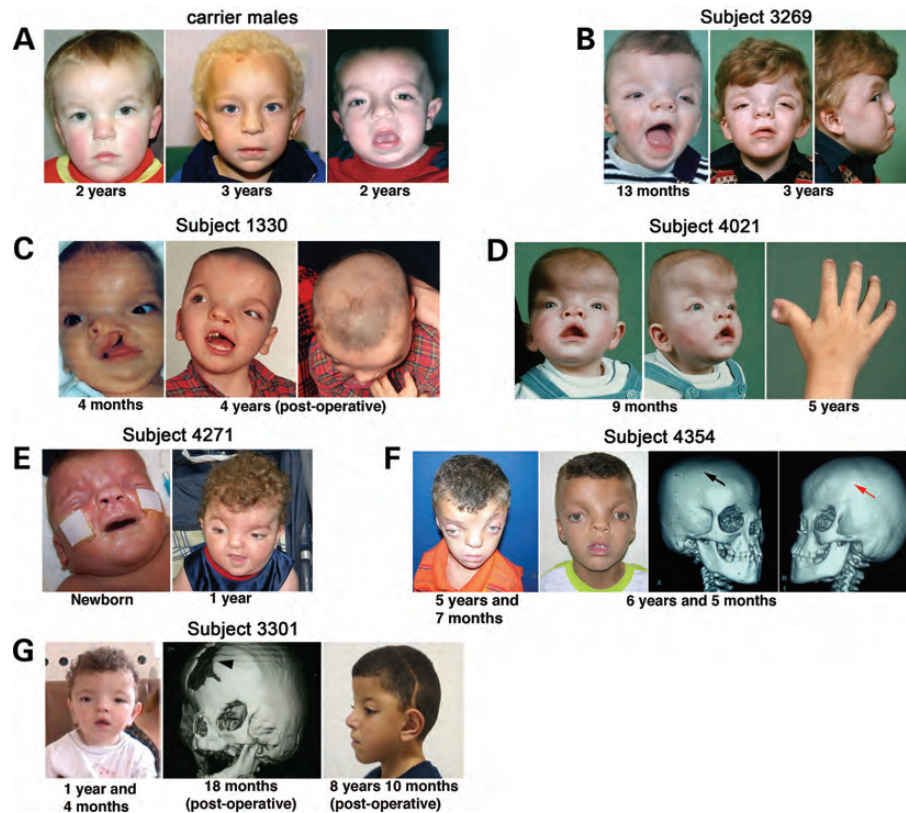 carrier males
Subject 3269
A
B
2 years
3 years
2 years
13 months
3 years
Subject 1330
Subject 4021
C
D
4 months
4 years (post-operative)
9 months
5 years
Subject 4271
Subject 4354
E
F
Newborn
1 year
5 years and
7 months
6 years and 5 months
Subject 3301
G
1 year and
4 months
18 months
(post-operative)
8 years 10 months
(post-operative)